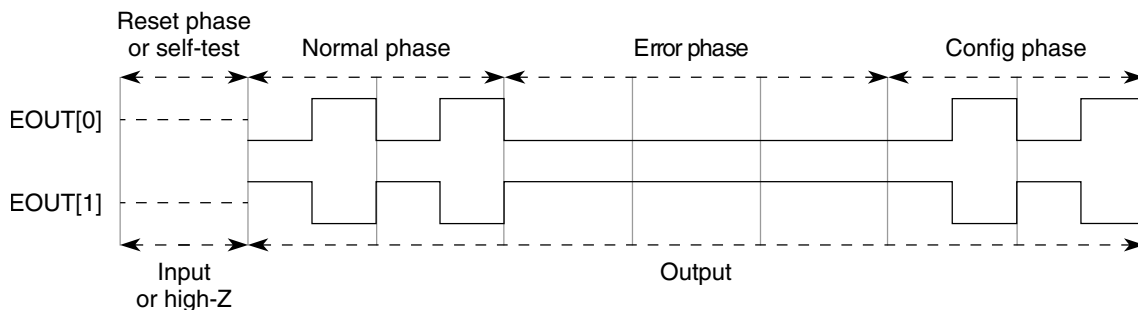 Reset phase
or self-test
Normal phase
Error phase
Config phase
EOUT[0]
EOUT[1]
Input
or high-Z
Output